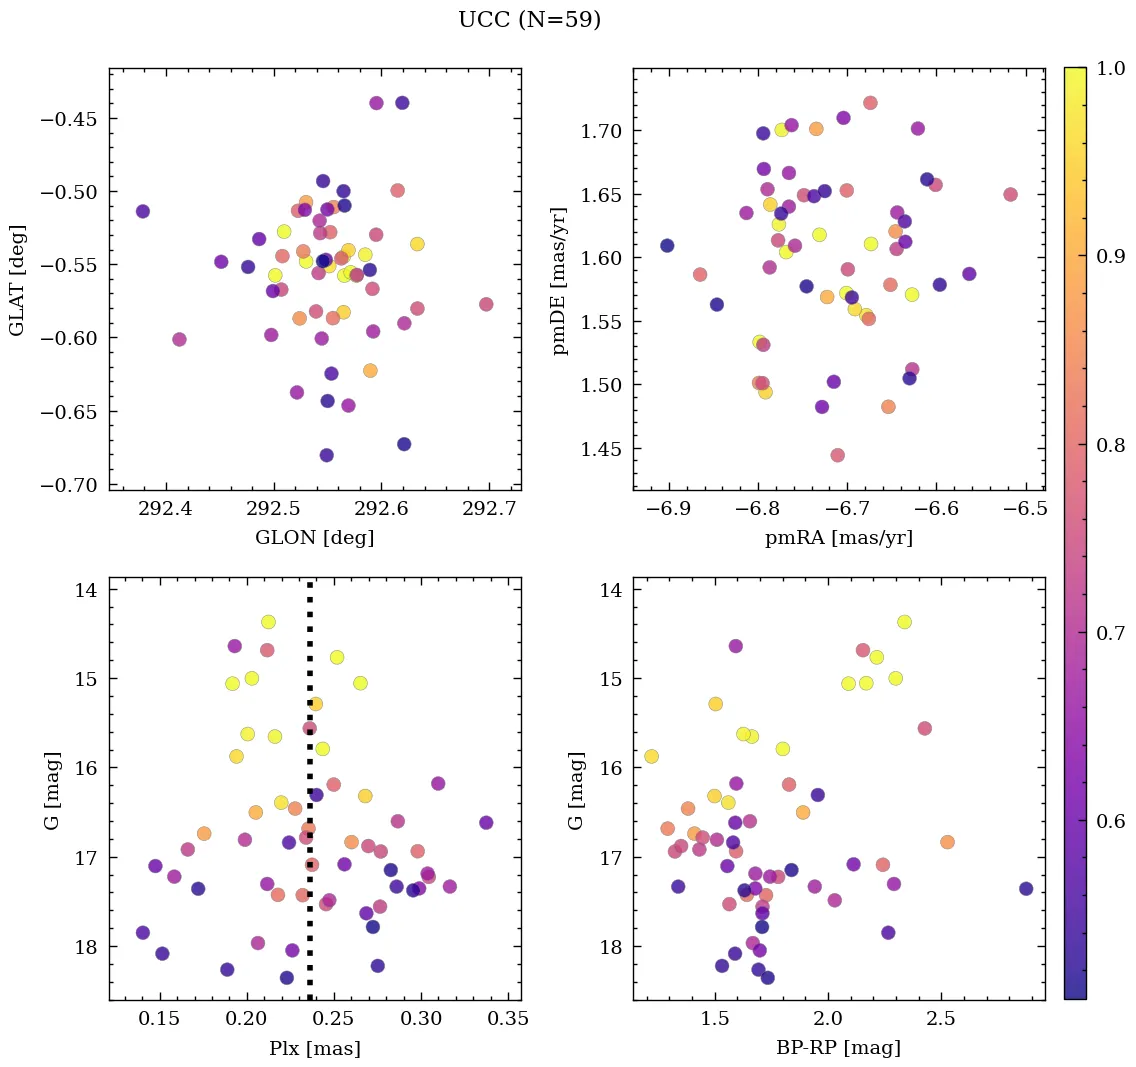 UCC (N=59)
−0.45
−0.50
−0.55
−0.60
−0.65
−0.70
GLAT [deg]
292.4 292.5 292.6 292.7
GLON [deg]
1.70
1.65
1.60
1.55
1.50
1.45
pmDE [mas/yr]
−6.9 −6.8 −6.7 −6.6 −6.5
pmRA [mas/yr]
1.0
0.9
0.8
0.7
0.6
14
15
16
17
18
G [mag]
0.15 0.20 0.25 0.30 0.35
Plx [mas]
14
15
16
17
18
G [mag]
1.5 2.0 2.5
BP-RP [mag]